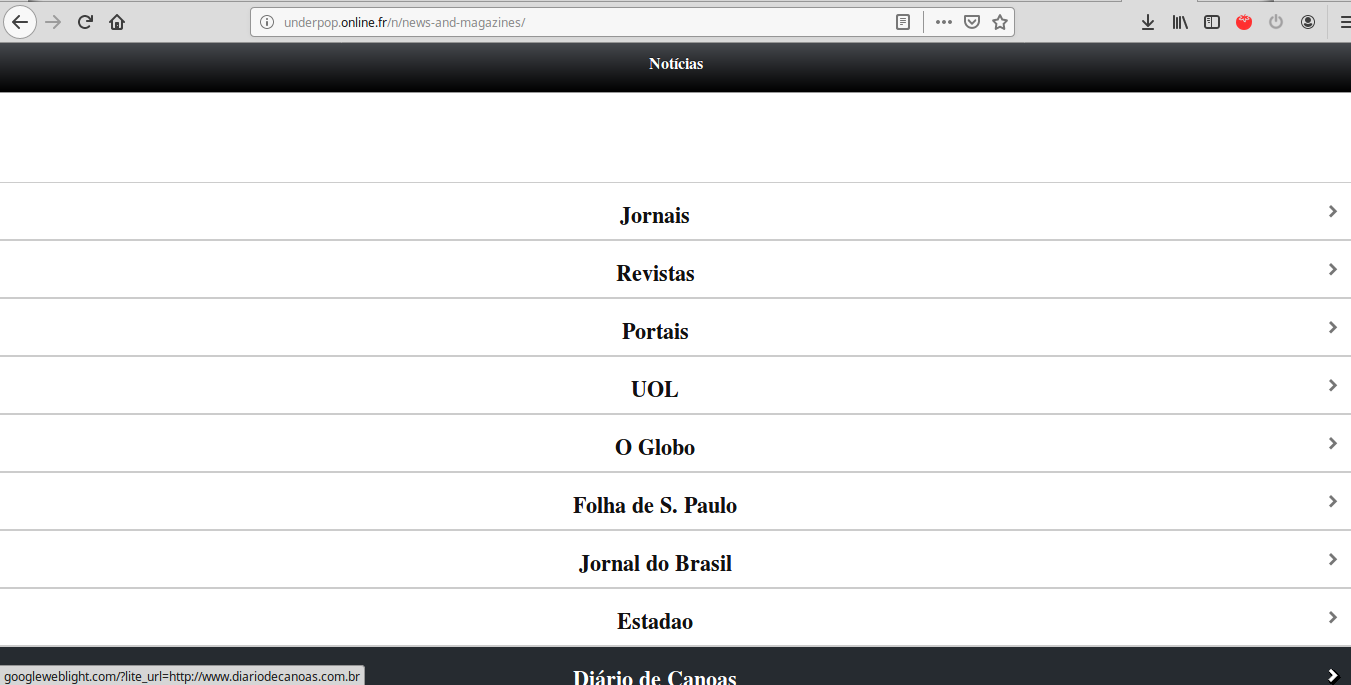 underpop.online.fr/n/news-and-magazines/
Notícias
Jornais
Revistas
Portais
UOL
O Globo
Folha de S. Paulo
Jornal do Brasil
Estadao
Diário de Canoas
googleweblight.com/?lite_url=http://www.diariodecanoas.com.br